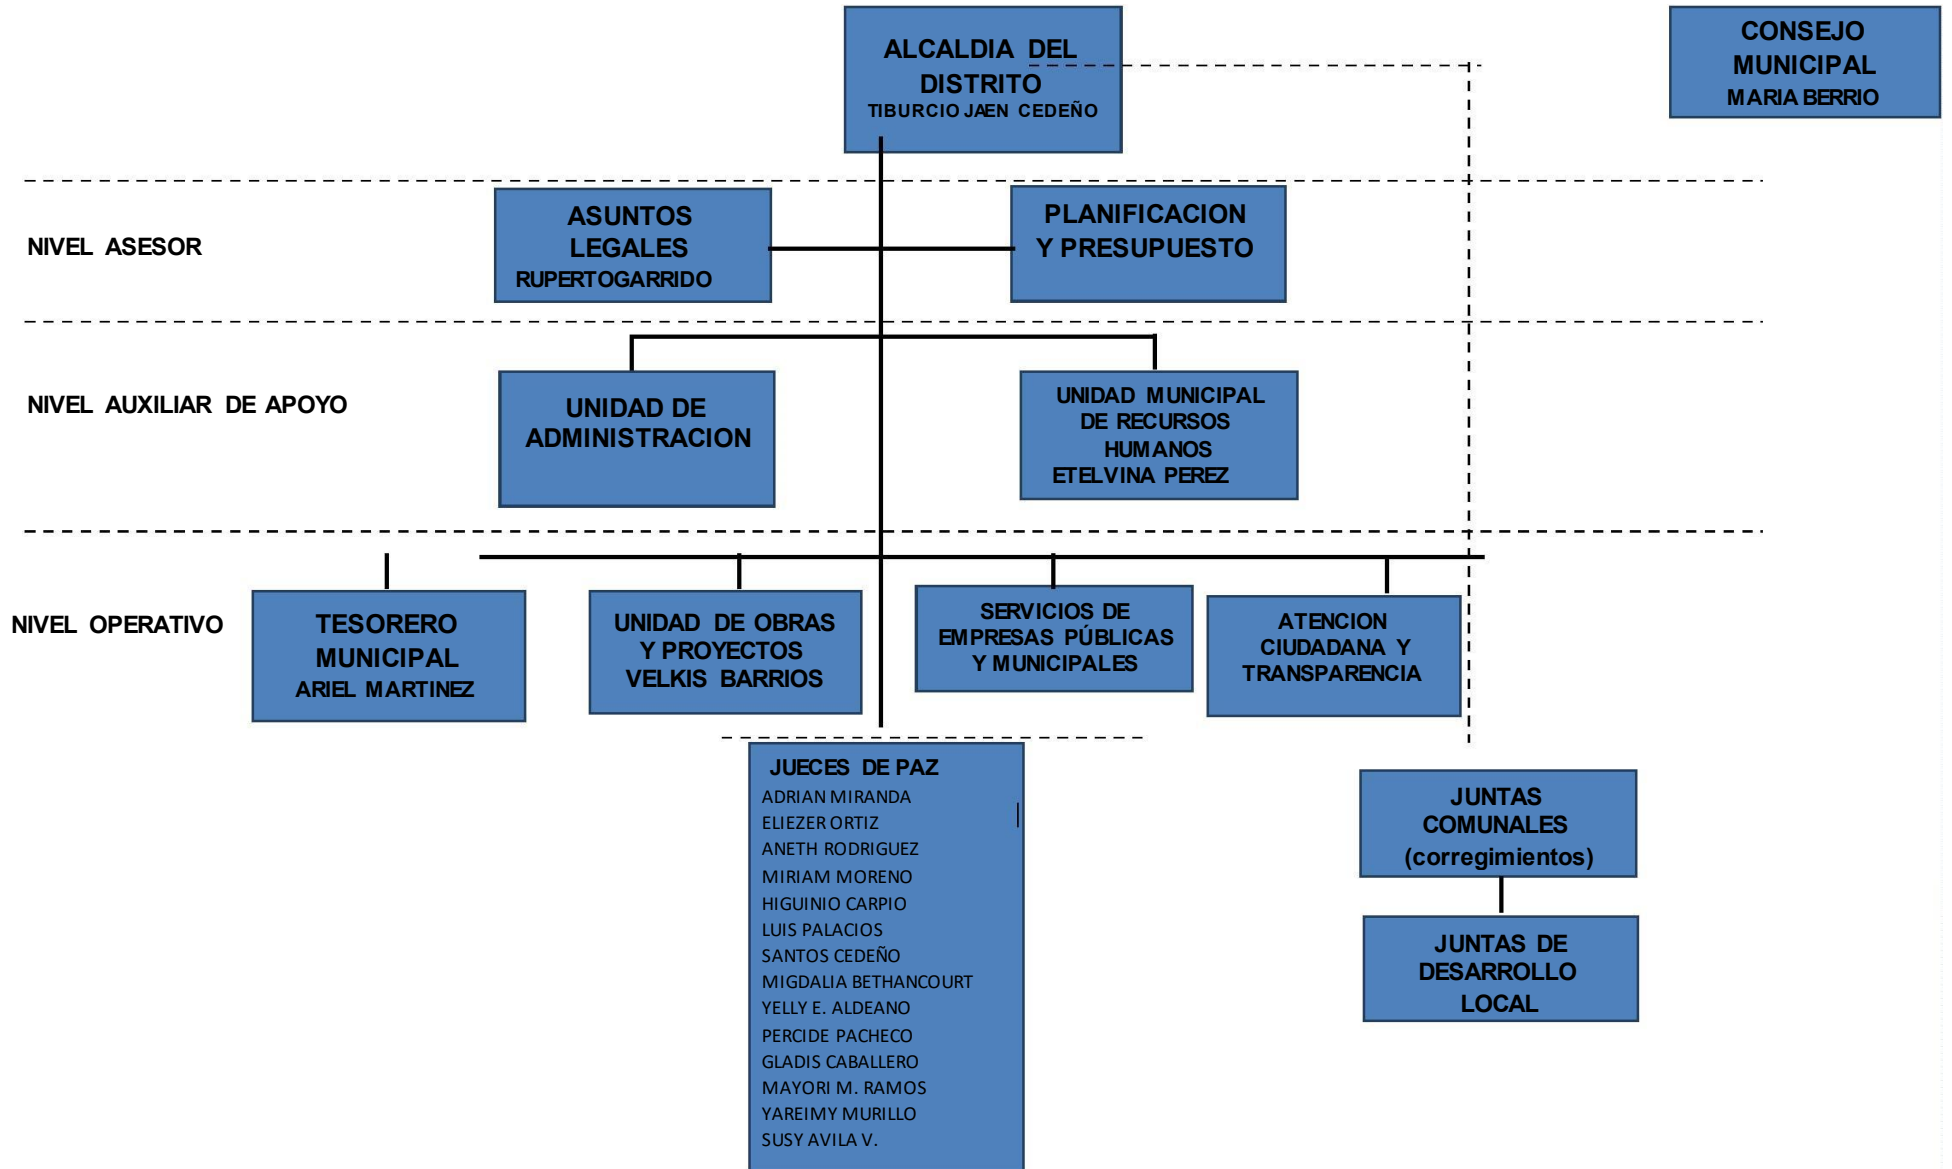 ALCALDIA DEL
DISTRITO
TIBURCIO JAEN CEDEÑO
CONSEJO
MUNICIPAL
MARIA BERRIO
NIVEL ASESOR
ASUNTOS
LEGALES
RUPERTOGARRIDO
PLANIFICACION
Y PRESUPUESTO
NIVEL AUXILIAR DE APOYO
UNIDAD DE
ADMINISTRACION
UNIDAD MUNICIPAL
DE RECURSOS
HUMANOS
ETELVINA PEREZ
NIVEL OPERATIVO
TESORERO
MUNICIPAL
ARIEL MARTINEZ
UNIDAD DE OBRAS
Y PROYECTOS
VELKIS BARRIOS
SERVICIOS DE
EMPRESAS PÚBLICAS
Y MUNICIPALES
ATENCION
CIUDADANA Y
TRANSPARENCIA
JUECES DE PAZ
ADRIAN MIRANDA
ELIEZER ORTIZ
ANETH RODRIGUEZ
MIRIAM MORENO
HIGUINIO CARPIO
LUIS PALACIOS
SANTOS CEDEÑO
MIGDALIA BETHANCOURT
YELLY E. ALDEANO
PERCIDE PACHECO
GLADIS CABALLERO
MAYORI M. RAMOS
YAREIMY MURILLO
SUSY AVILA V.
JUNTAS
COMUNALES
(corregimientos)
JUNTAS DE
DESARROLLO
LOCAL